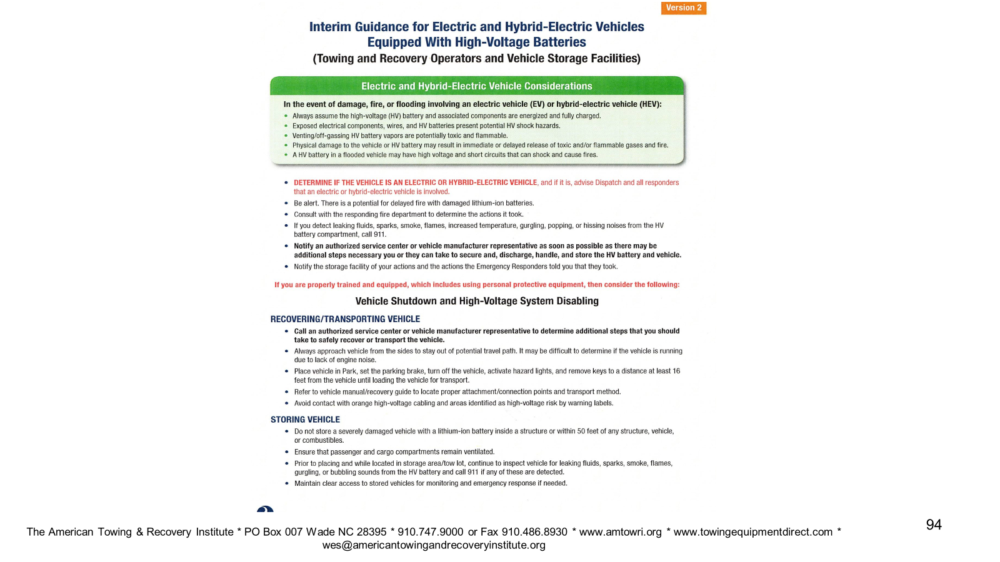 Version 2
Interim Guidance for Electric and Hybrid-Electric Vehicles
Equipped With High-Voltage Batteries
(Towing and Recovery Operators and Vehicle Storage Facilities)
Electric and Hybrid-Electric Vehicle Considerations
In the event of damage, fire, or flooding involving an electric vehicle (EV) or hybrid-electric vehicle (HEV):
• Always assume the high-voltage (HV) battery and associated components are energized and fully charged.
• Exposed electrical components, wires, and HV batteries present potential HV shock hazards.
• Venting/off-gassing HV battery vapors are potentially toxic and flammable.
• Physical damage to the vehicle or HV battery may result in immediate or delayed release of toxic and/or flammable gases and fire.
• A HV battery in a flooded vehicle may have high voltage and short circuits that can shock and cause fires.
• DETERMINE IF THE VEHICLE IS AN ELECTRIC OR HYBRID-ELECTRIC VEHICLE, and if it is, advise Dispatch and all responders
that an electric or hybrid-electric vehicle is involved.
• Be alert. There is a potential for delayed fire with damaged lithium-ion batteries.
• Consult with the responding fire department to determine the actions it took.
• If you detect leaking fluids, sparks, smoke, flames, increased temperature, gurgling, popping, or hissing noises from the HV
battery compartment, call 911.
• Notify an authorized service center or vehicle manufacturer representative as soon as possible as there may be
additional steps necessary you or they can take to secure and, discharge, handle, and store the HV battery and vehicle.
• Notify the storage facility of your actions and the actions the Emergency Responders told you that they took.
If you are properly trained and equipped, which includes using personal protective equipment, then consider the following:
Vehicle Shutdown and High-Voltage System Disabling
RECOVERING/TRANSPORTING VEHICLE
• Call an authorized service center or vehicle manufacturer representative to determine additional steps that you should
take to safely recover or transport the vehicle.
• Always approach vehicle from the sides to stay out of potential travel path. It may be difficult to determine if the vehicle is running
due to lack of engine noise.
• Place vehicle in Park, set the parking brake, turn off the vehicle, activate hazard lights, and remove keys to a distance at least 16
feet from the vehicle until loading the vehicle for transport.
• Refer to vehicle manual/recovery guide to locate proper attachment/connection points and transport method.
• Avoid contact with orange high-voltage cabling and areas identified as high-voltage risk by warning labels.
STORING VEHICLE
• Do not store a severely damaged vehicle with a lithium-ion battery inside a structure or within 50 feet of any structure, vehicle,
or combustibles.
• Ensure that passenger and cargo compartments remain ventilated.
• Prior to placing and while located in storage area/tow lot, continue to inspect vehicle for leaking fluids, sparks, smoke, flames,
gurgling, or bubbling sounds from the HV battery and call 911 if any of these are detected.
• Maintain clear access to stored vehicles for monitoring and emergency response if needed.
The American Towing & Recovery Institute * PO Box 007 Wade NC 28395 * 910.747.9000 or Fax 910.486.8930 * www.amtowri.org * www.towingequipmentdirect.com *
wes@americantowingandrecoveryinstitute.org
94